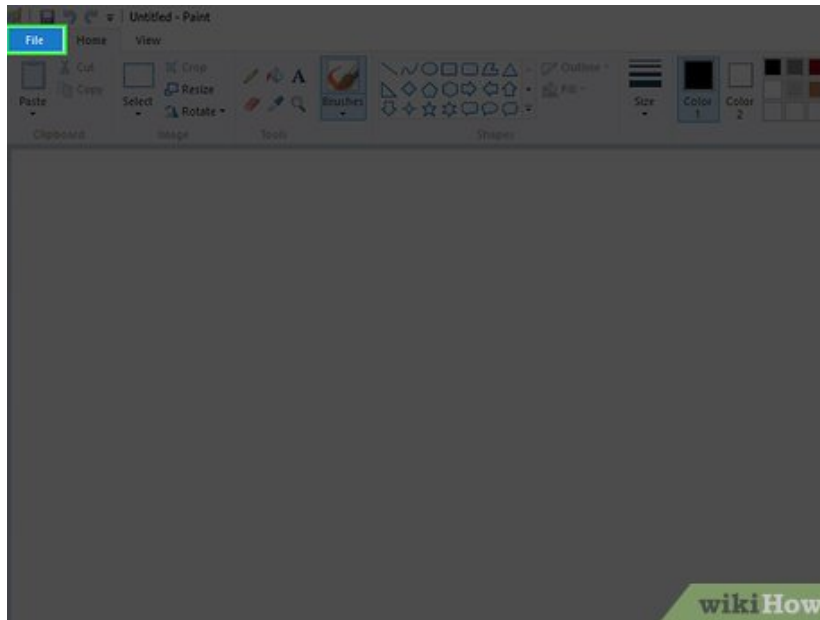 Untitled - Paint
File Home View
Cut Crop Outline
Copy Resize Fill
Paste Select Rotate Brushes Size Color 1 Color 2
Clipboard Image Tools Shapes
wikiHow